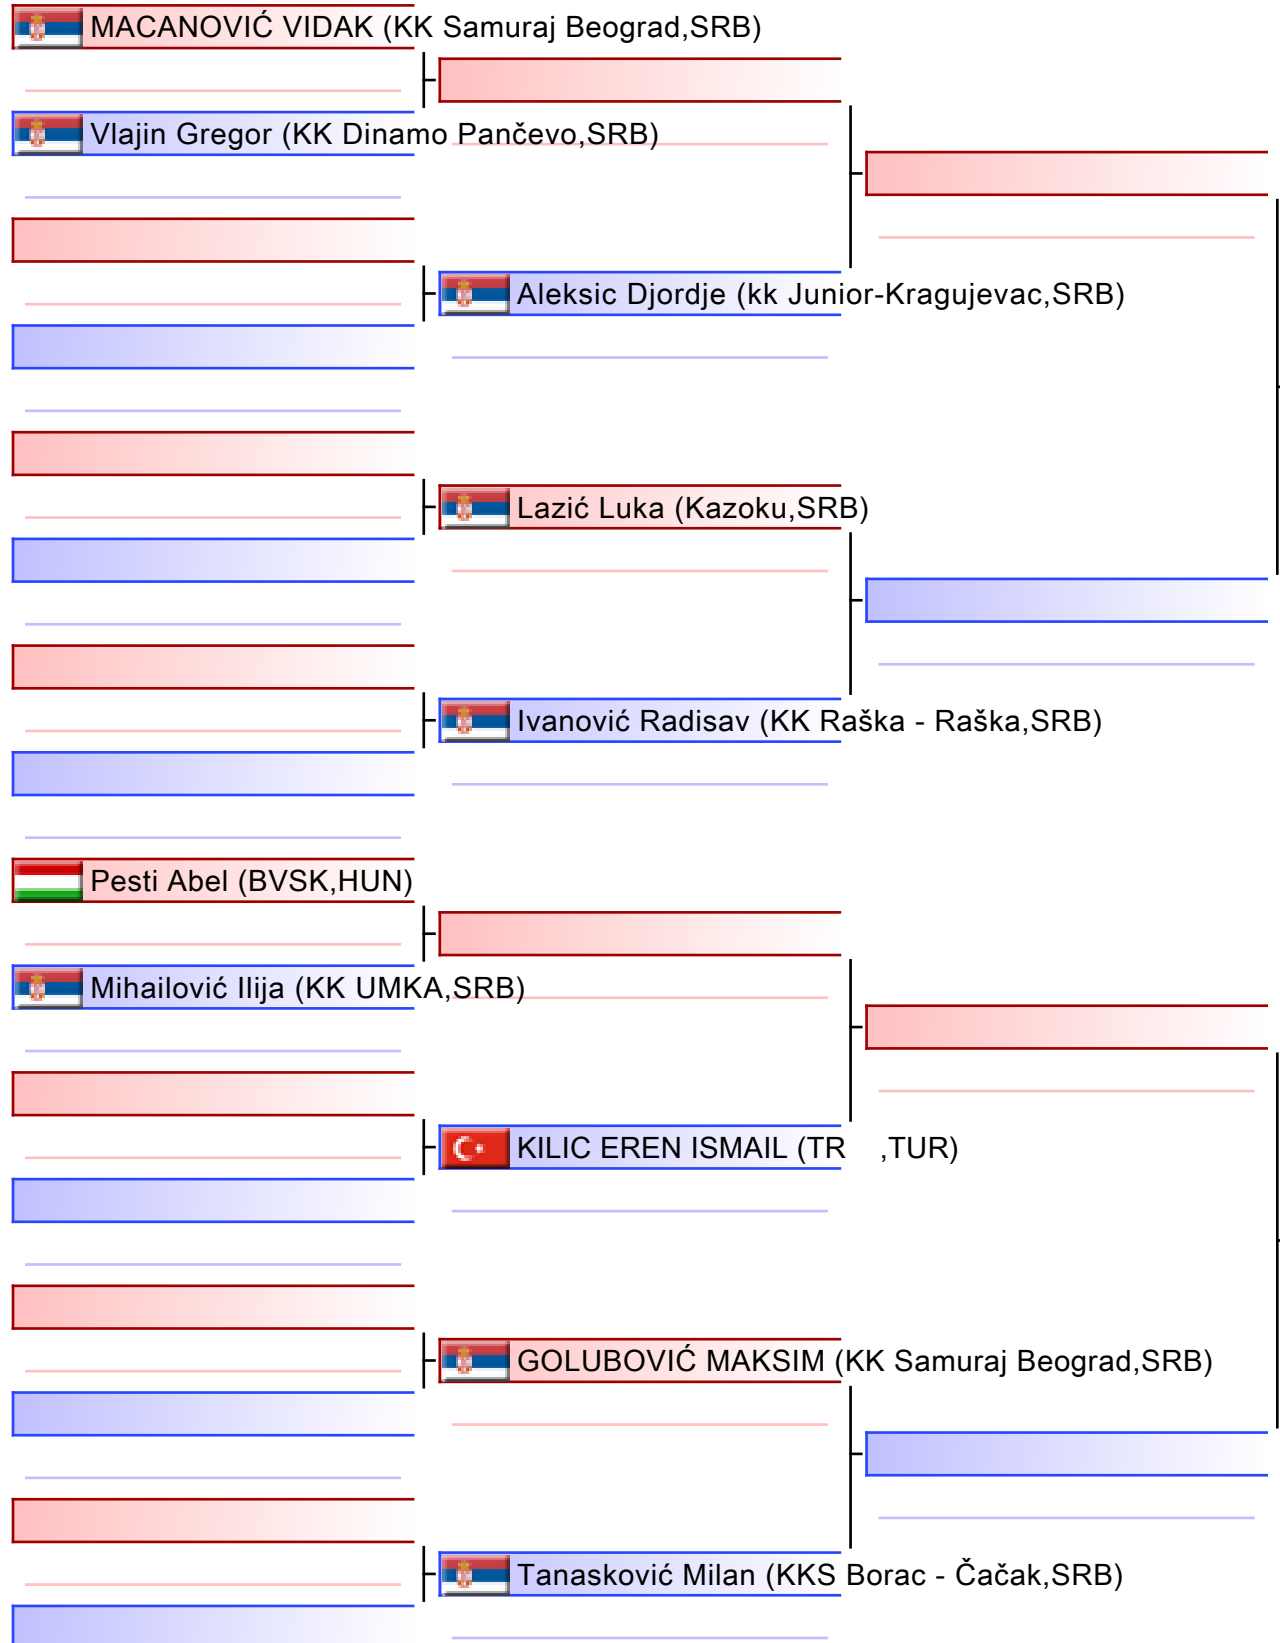 MACANOVIĆ VIDAK (KK Samuraj Beograd,SRB)
Vlajin Gregor (KK Dinamo Pančevo,SRB)
Aleksic Djordje (kk Junior-Kragujevac,SRB)
Lazić Luka (Kazoku,SRB)
Ivanović Radisav (KK Raška - Raška,SRB)
Pesti Abel (BVSK,HUN)
Mihailović Ilija (KK UMKA,SRB)
KILIC EREN ISMAIL (TR ,TUR)
GOLUBOVIĆ MAKSIM (KK Samuraj Beograd,SRB)
Tanasković Milan (KKS Borac - Čačak,SRB)